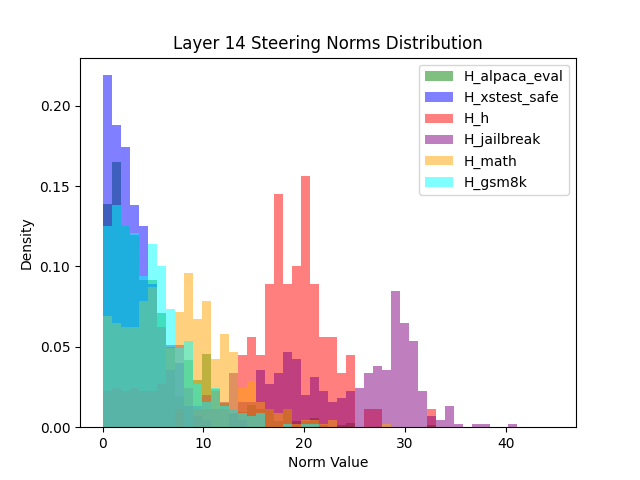 Layer 14 Steering Norms Distribution
H_alpaca_eval
H_xstest_safe
H_h
H_jailbreak
H_math
H_gsm8k
Density
0.20
0.15
0.10
0.05
0.00
0
10
20
30
40
Norm Value